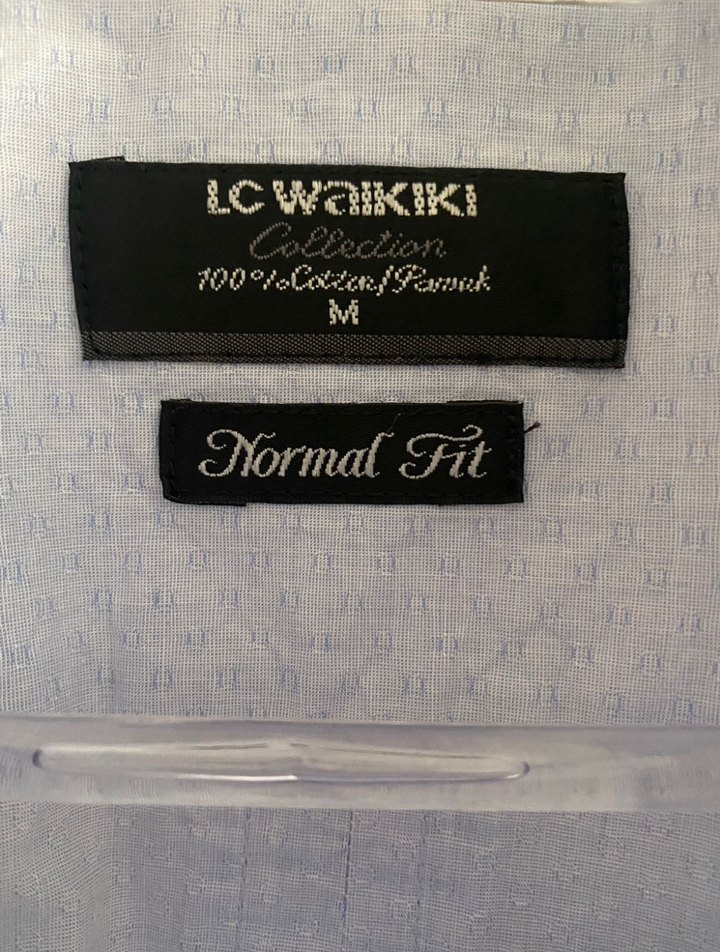 LC WAIKIKI
Collection
100%Cotton/Pamuk
M
Normal Fit